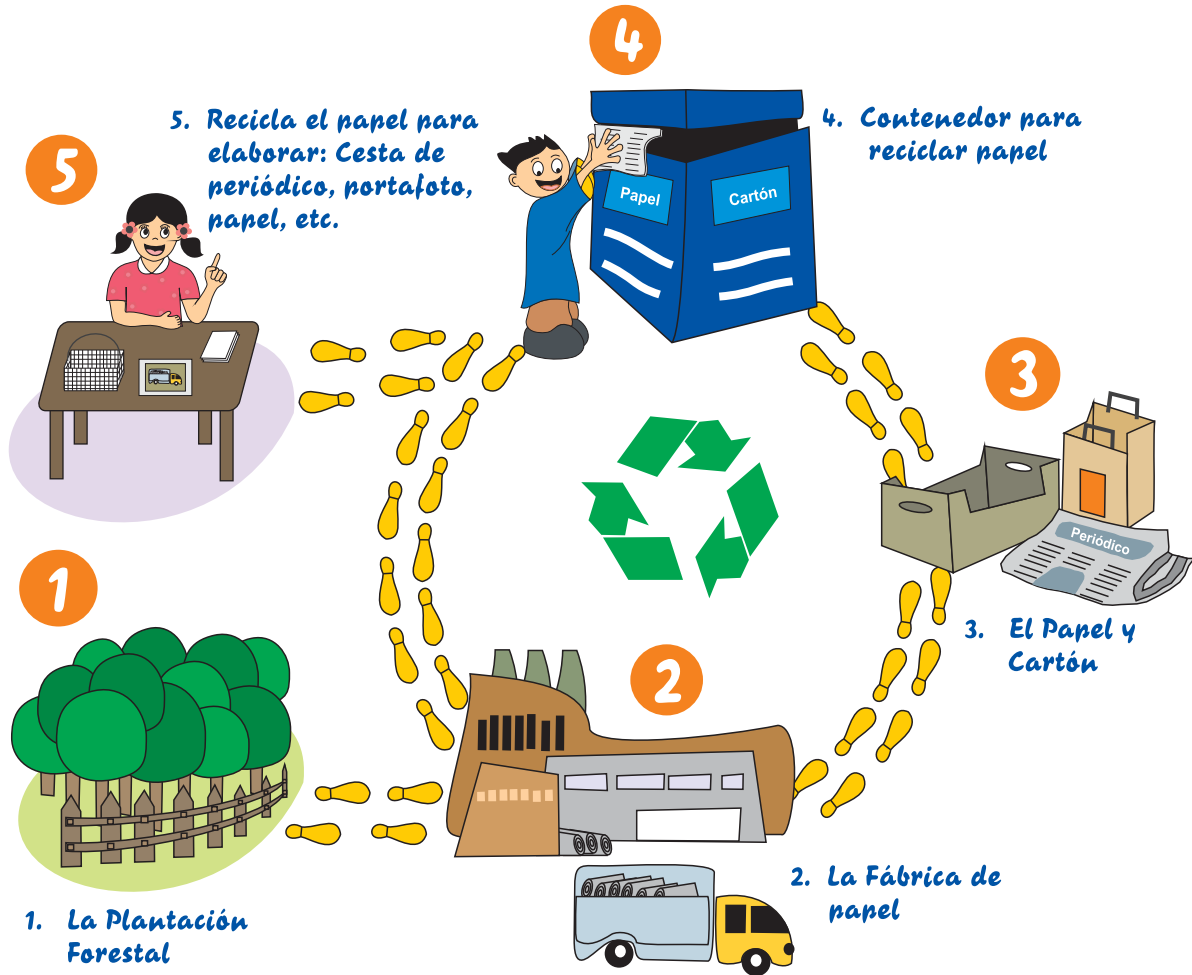 4
4. Contenedor para
reciclar papel
5
5. Recicla el papel para
elaborar: Cesta de
periódico, portafoto,
papel, etc.
Papel
Cartón
3
Periódico
3. El Papel y
Cartón
1
1. La Plantación
Forestal
2
2. La Fábrica de
papel